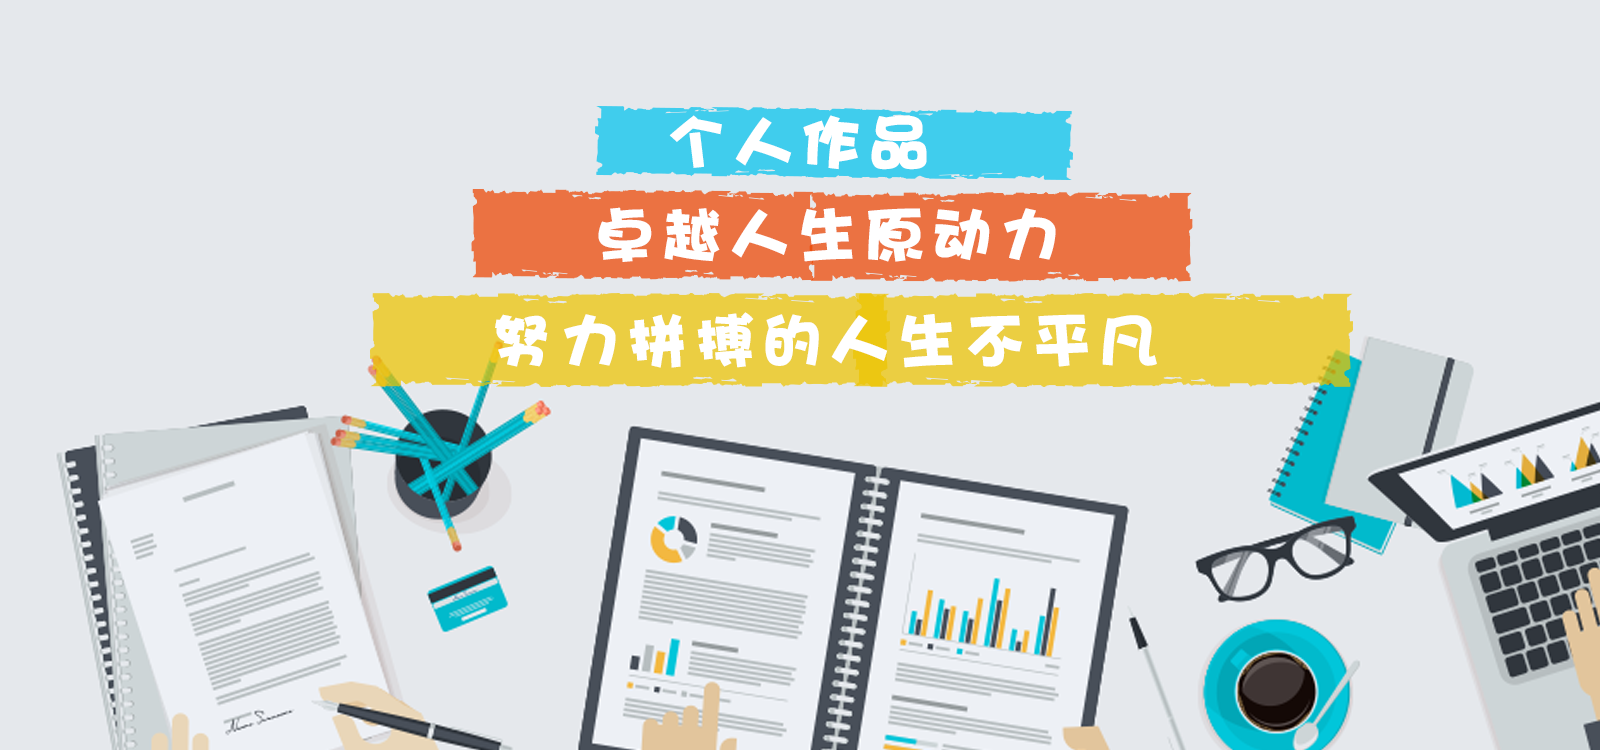 个人作品
卓越人生原动力
努力拼搏的人生不平凡